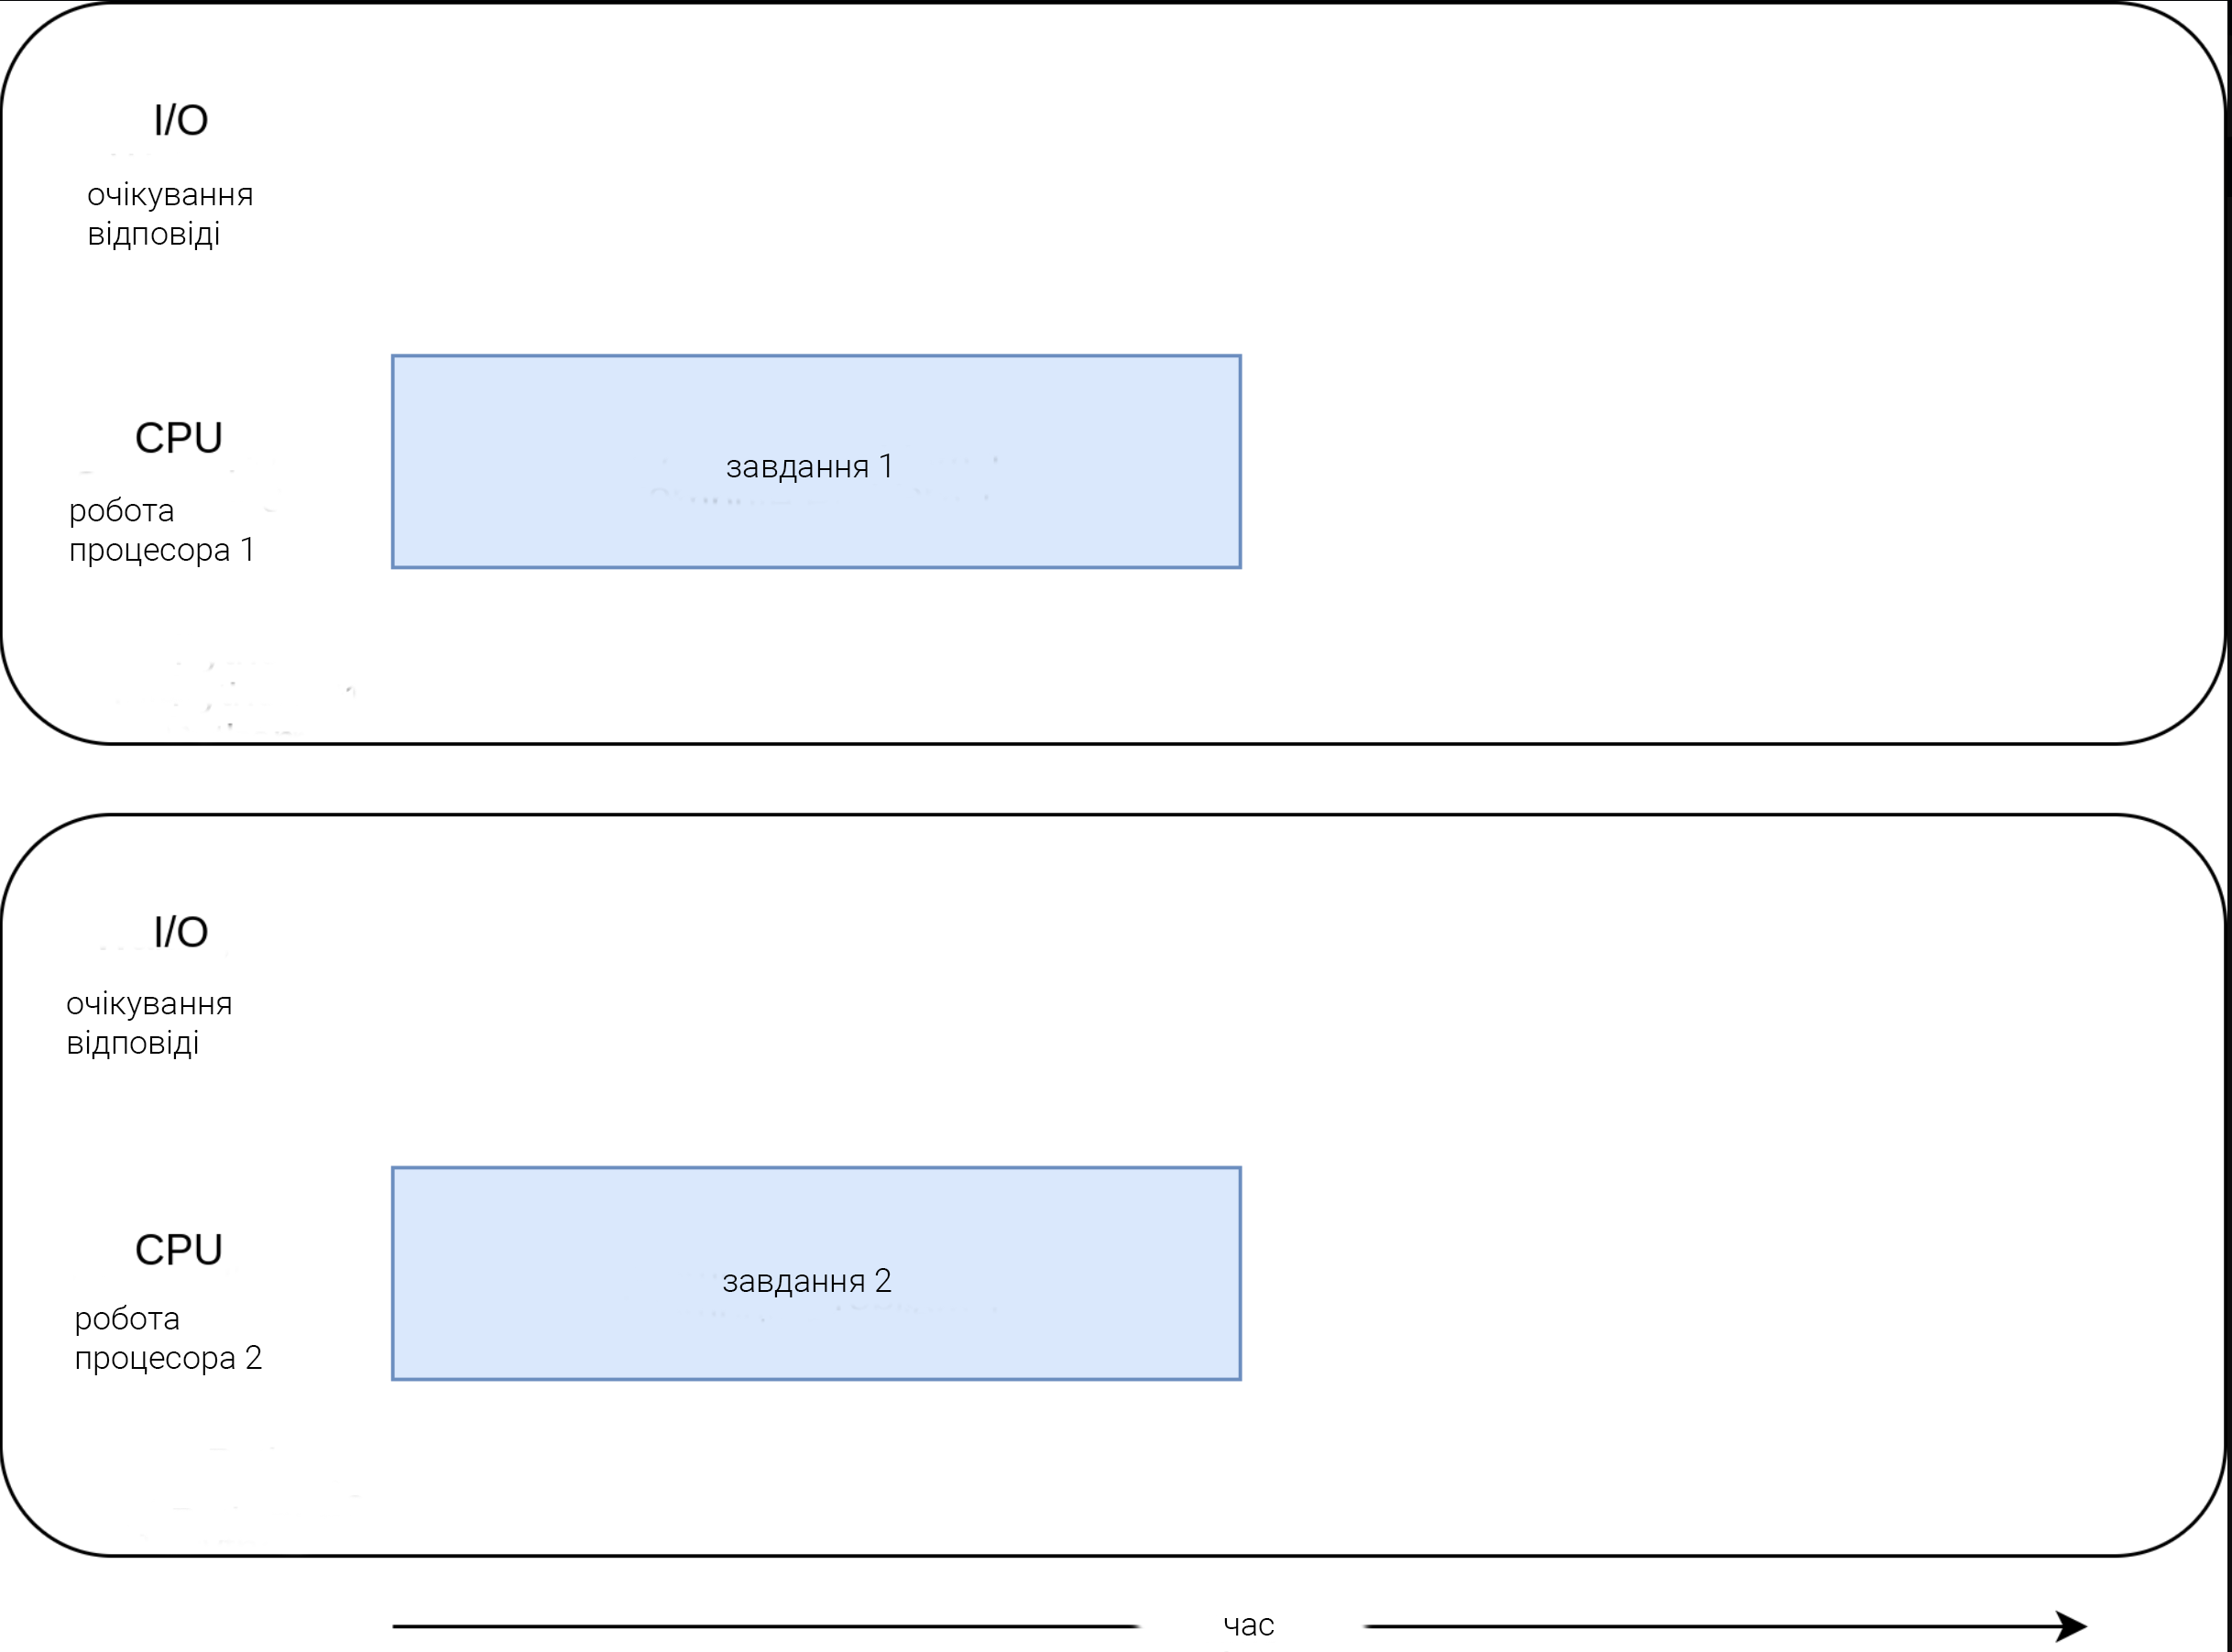 I/O
очікування
відповіді
CPU
робота
процесора 1
завдання 1
I/O
очікування
відповіді
CPU
робота
процесора 2
завдання 2
час